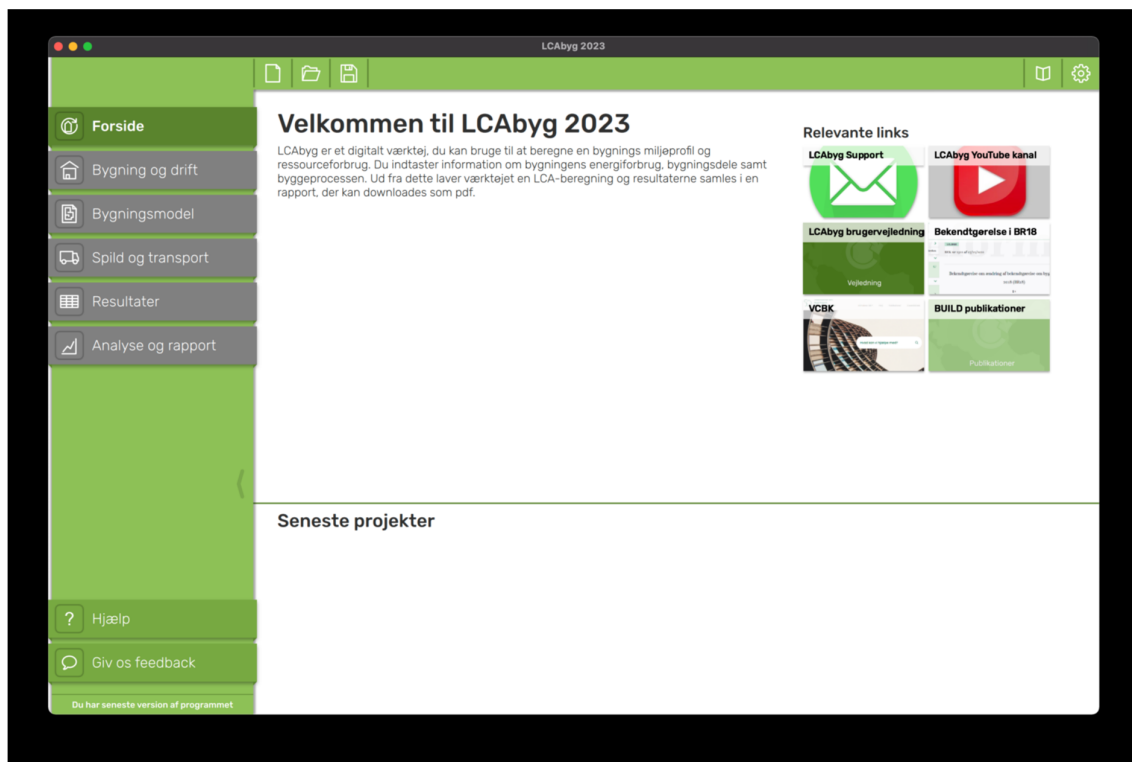 LCAbyg 2023
Forside
Bygning og drift
Bygningsmodel
Spild og transport
Resultater
Analyse og rapport
Hjælp
Giv os feedback
Du har seneste version af programmet
Velkommen til LCAbyg 2023
LCAbyg er et digitalt værktøj, du kan bruge til at beregne en bygnings miljøprofil og
ressourceforbrug. Du indtaster information om bygningens energiforbrug, bygningsdele samt
byggeprocessen. Ud fra dette laver værktøjet en LCA-beregning og resultaterne samles i en
rapport, der kan downloades som pdf.
Relevante links
LCAbyg Support
LCAbyg YouTube kanal
LCAbyg brugervejledning
Vejledning
Bekendtgørelse i BR18
VCBK
BUILD publikationer
Publikationer
Seneste projekter